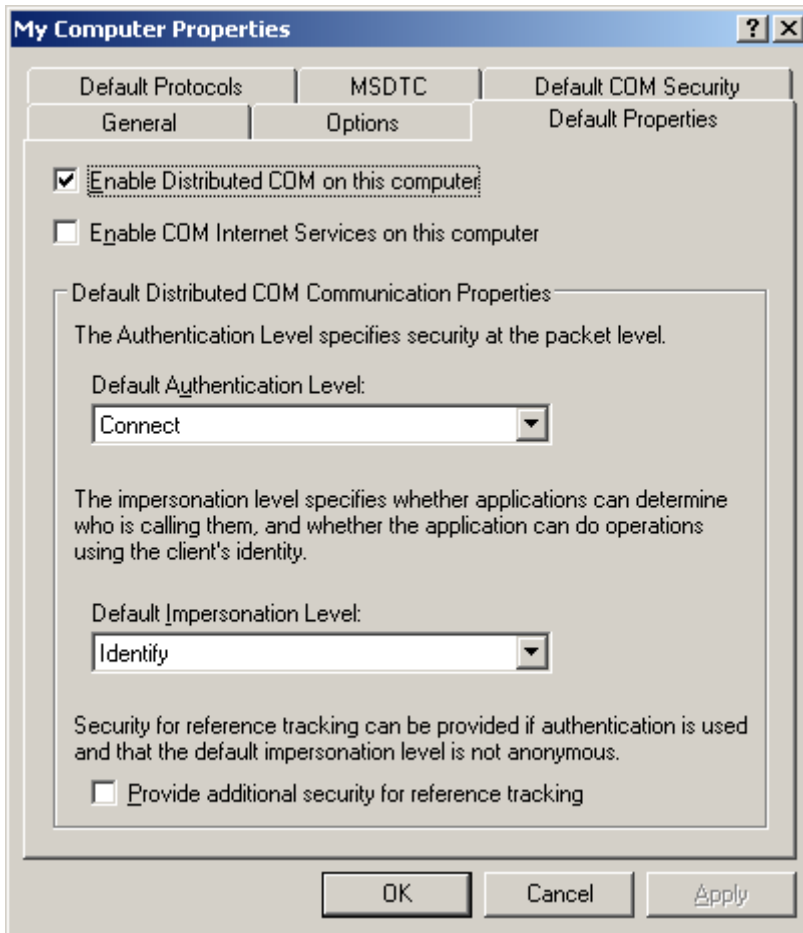 My Computer Properties
Default Protocols MSDTC Default COM Security
General Options Default Properties
Enable Distributed COM on this computer
Enable COM Internet Services on this computer
Default Distributed COM Communication Properties
The Authentication Level specifies security at the packet level.
Default Authentication Level:
Connect
The impersonation level specifies whether applications can determine
who is calling them, and whether the application can do operations
using the client's identity.
Default Impersonation Level:
Identify
Security for reference tracking can be provided if authentication is used
and that the default impersonation level is not anonymous.
Provide additional security for reference tracking
OK Cancel Apply